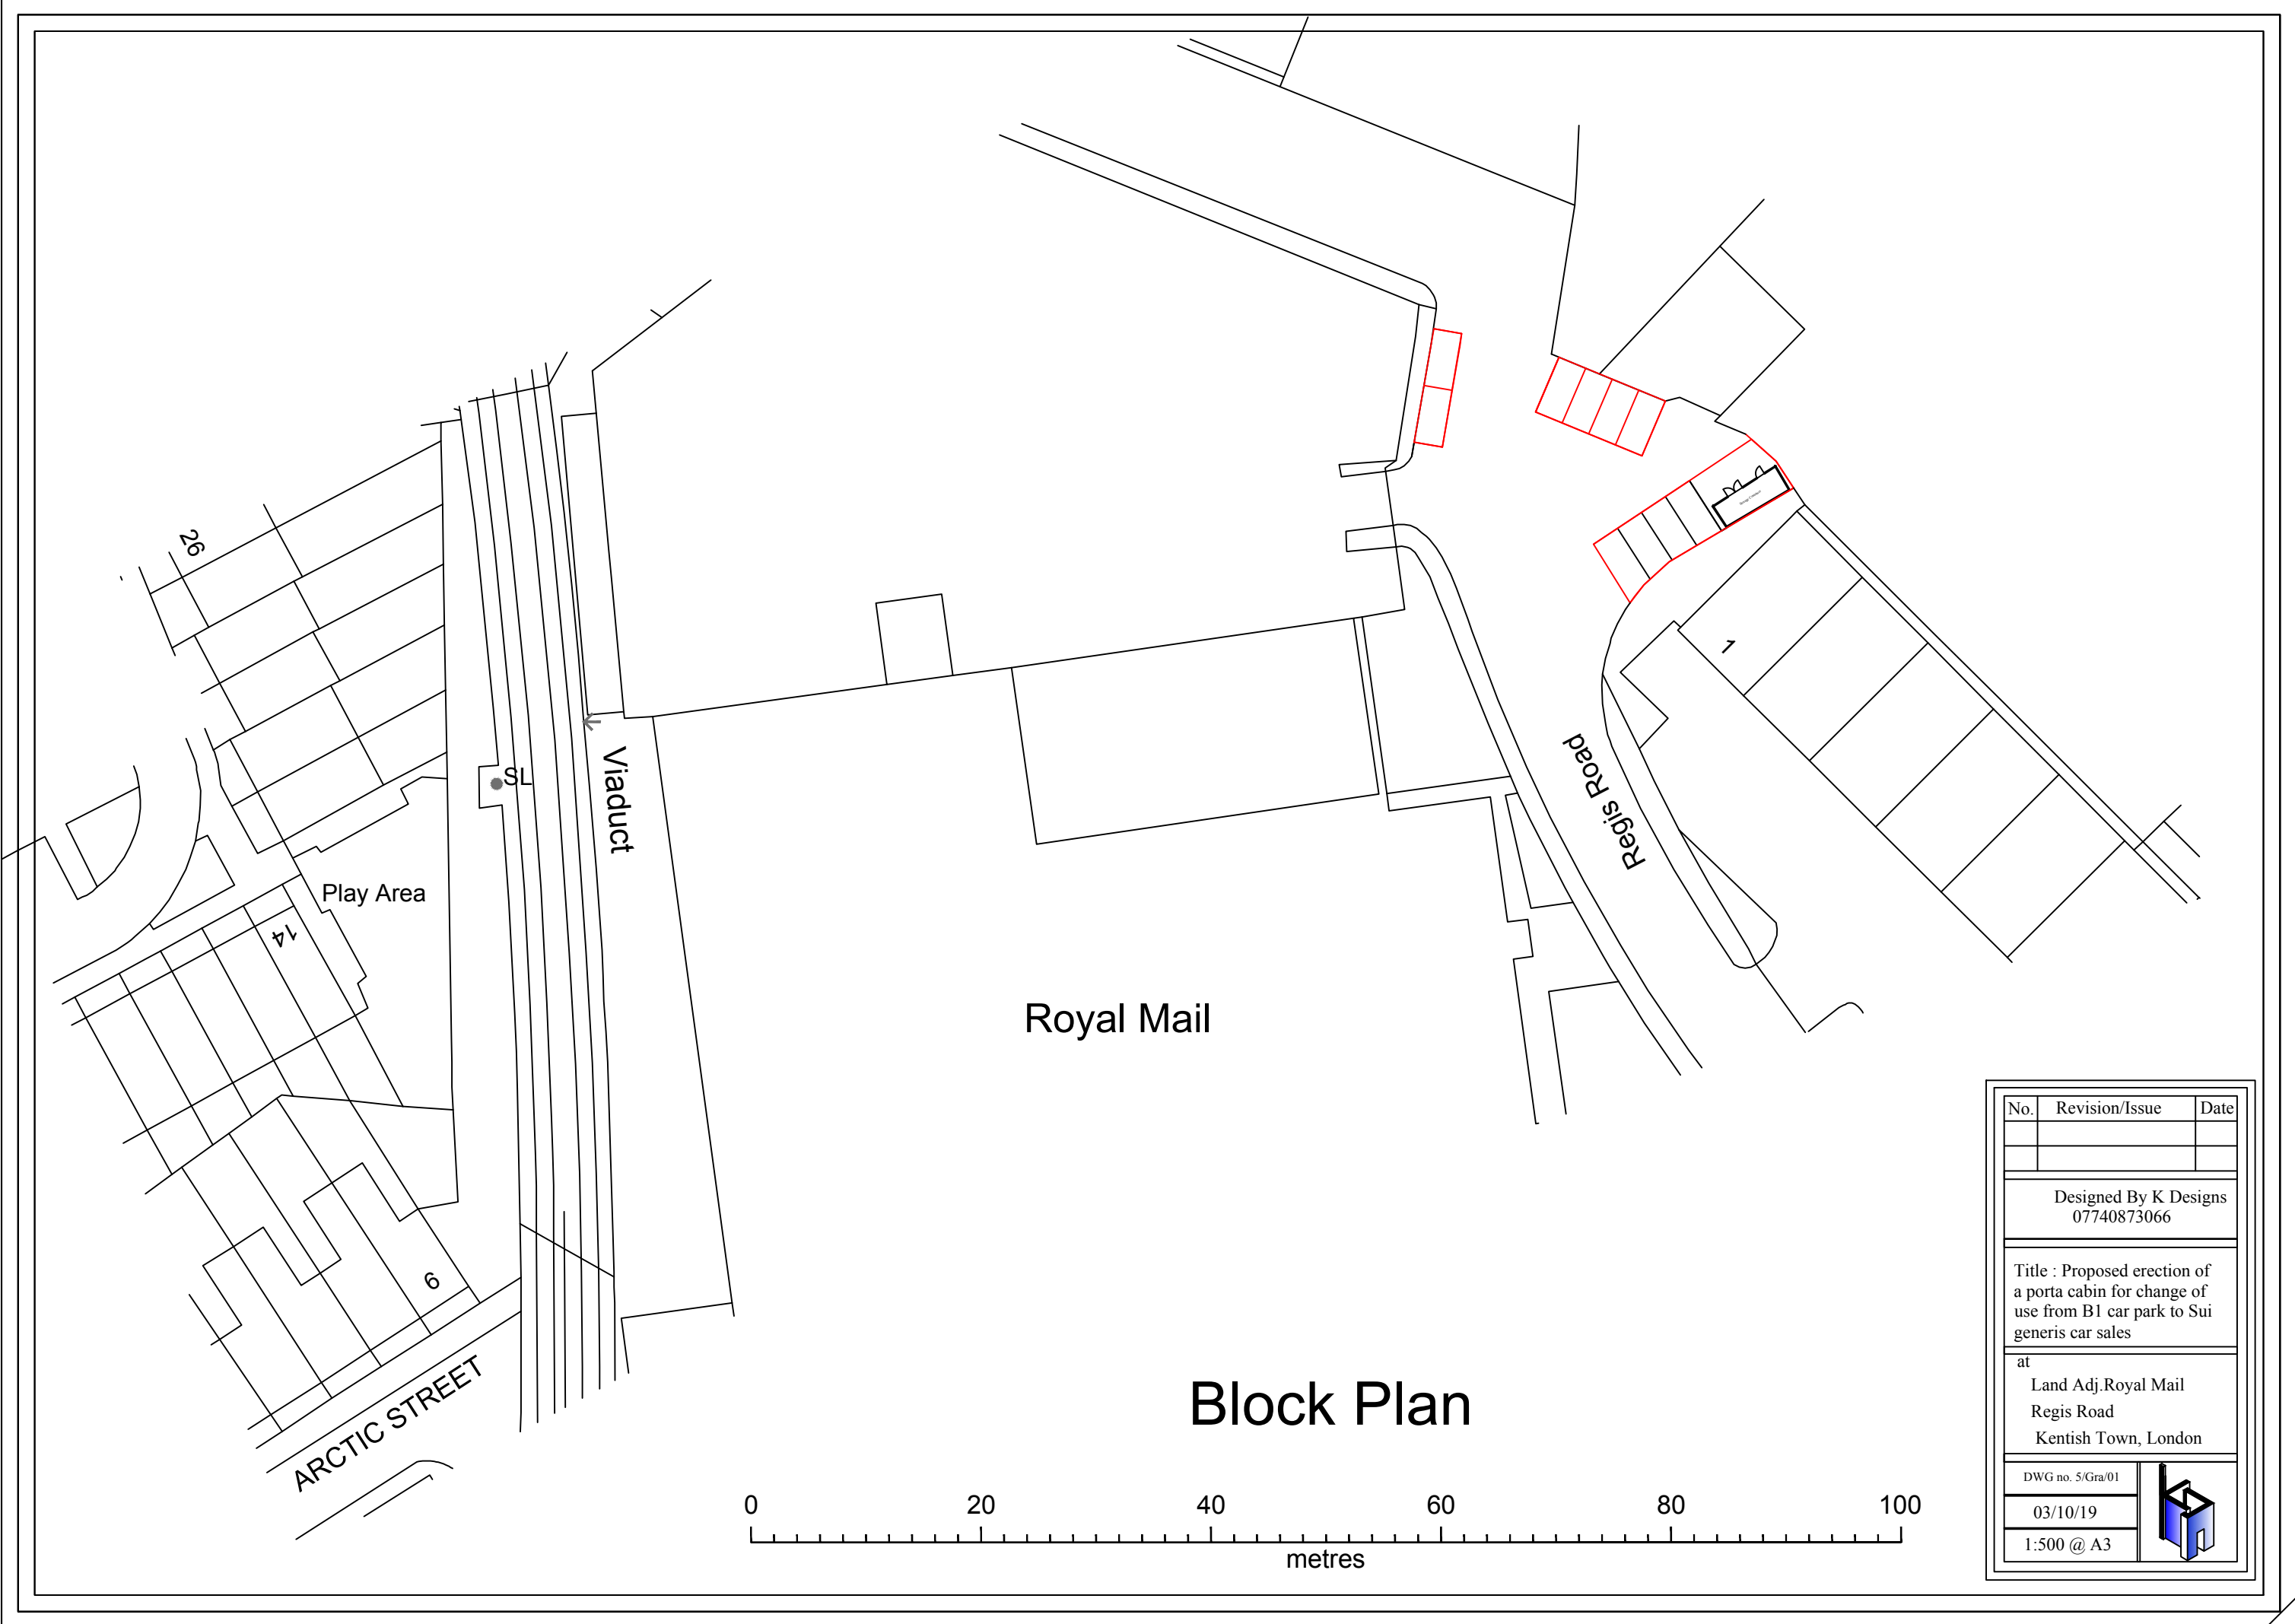 26
SL
Viaduct
Play Area
14
6
ARCTIC STREET
Royal Mail
Regis Road
1
Block Plan
0 20 40 60 80 100
metres
No. Revision/Issue Date
Designed By K Designs
07740873066
Title : Proposed erection of
a porta cabin for change of
use from B1 car park to Sui
generis car sales
at
Land Adj.Royal Mail
Regis Road
Kentish Town, London
DWG no. 5/Gra/01
03/10/19
1:500 @ A3